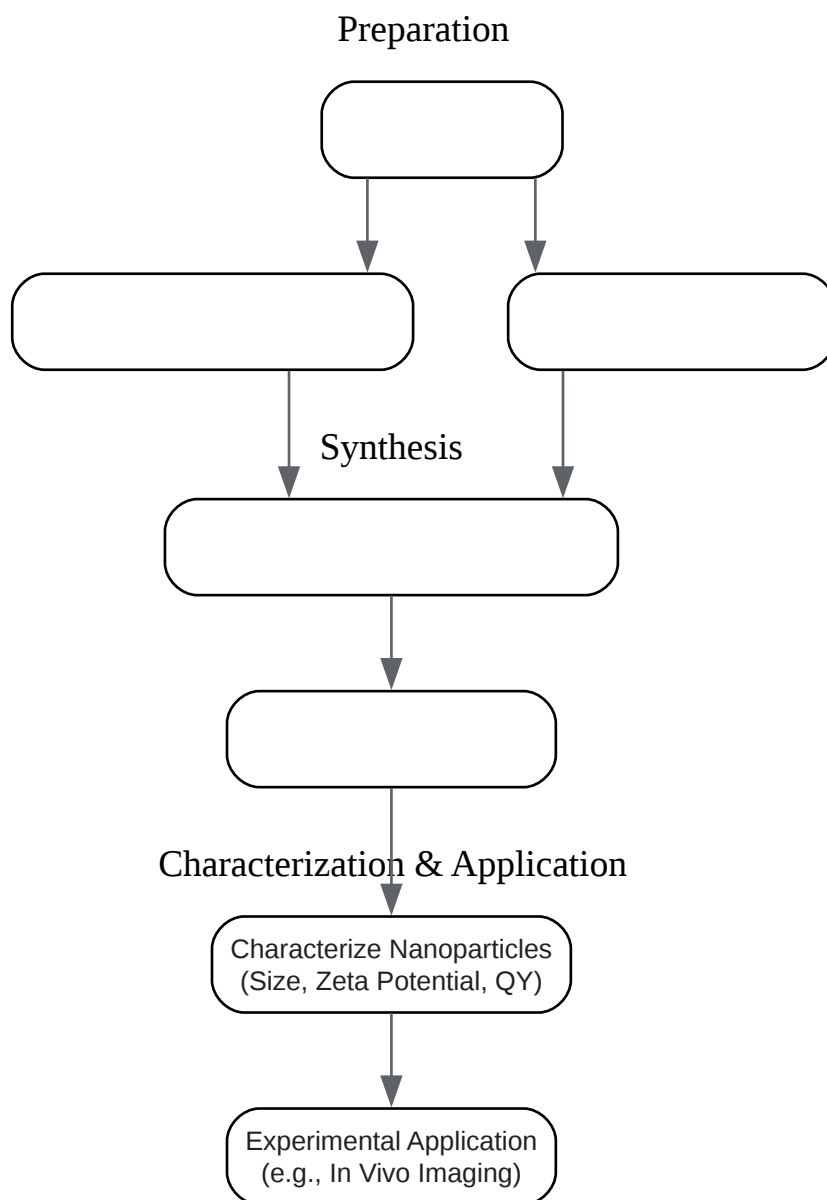 Preparation
Synthesis
Characterization & Application
Characterize Nanoparticles
(Size, Zeta Potential, QY)
Experimental Application
(e.g., In Vivo Imaging)